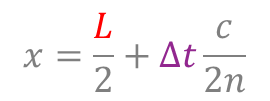 x = L/2 + Δt c/2n